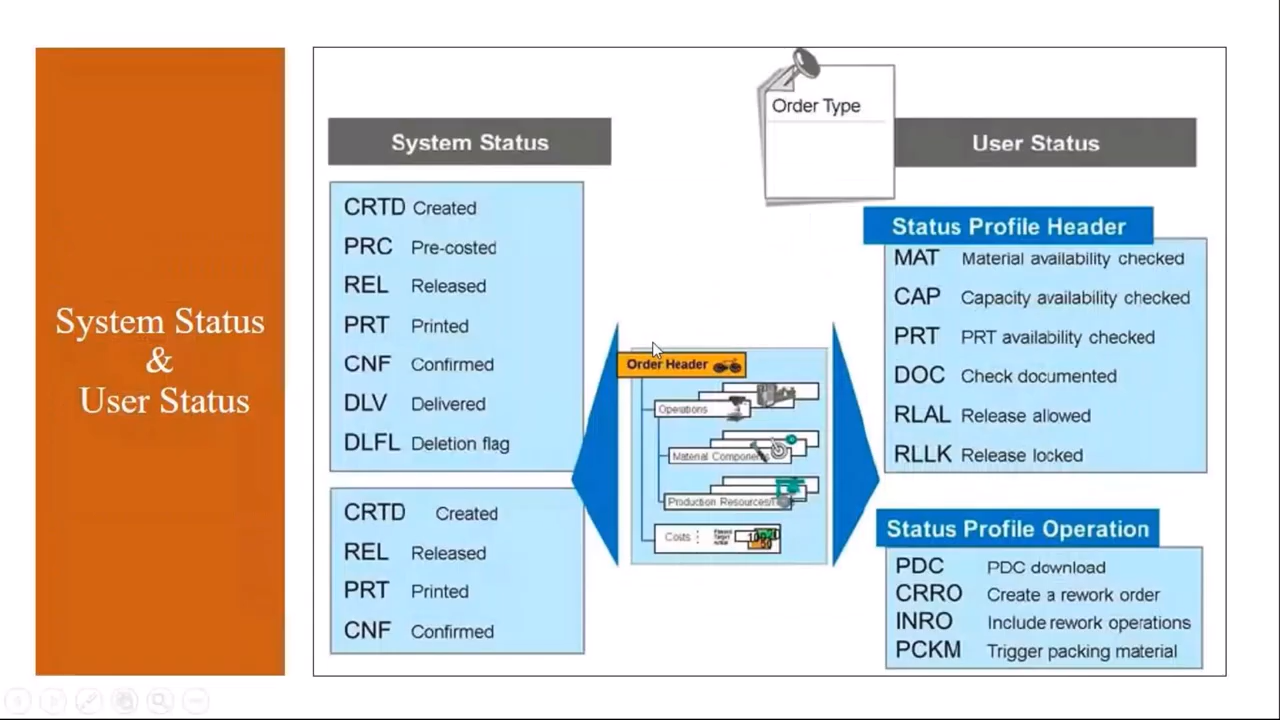 System Status
&
User Status
Order Type
System Status
User Status
CRTD Created
PRC Pre-costed
REL Released
PRT Printed
CNF Confirmed
DLV Delivered
DLFL Deletion flag
CRTD Created
REL Released
PRT Printed
CNF Confirmed
Order Header
Operations
Material Components
Production Resources/
Costs :
Status Profile Header
MAT Material availability checked
CAP Capacity availability checked
PRT PRT availability checked
DOC Check documented
RLAL Release allowed
RLLK Release locked
Status Profile Operation
PDC PDC download
CRRO Create a rework order
INRO Include rework operations
PCKM Trigger packing material